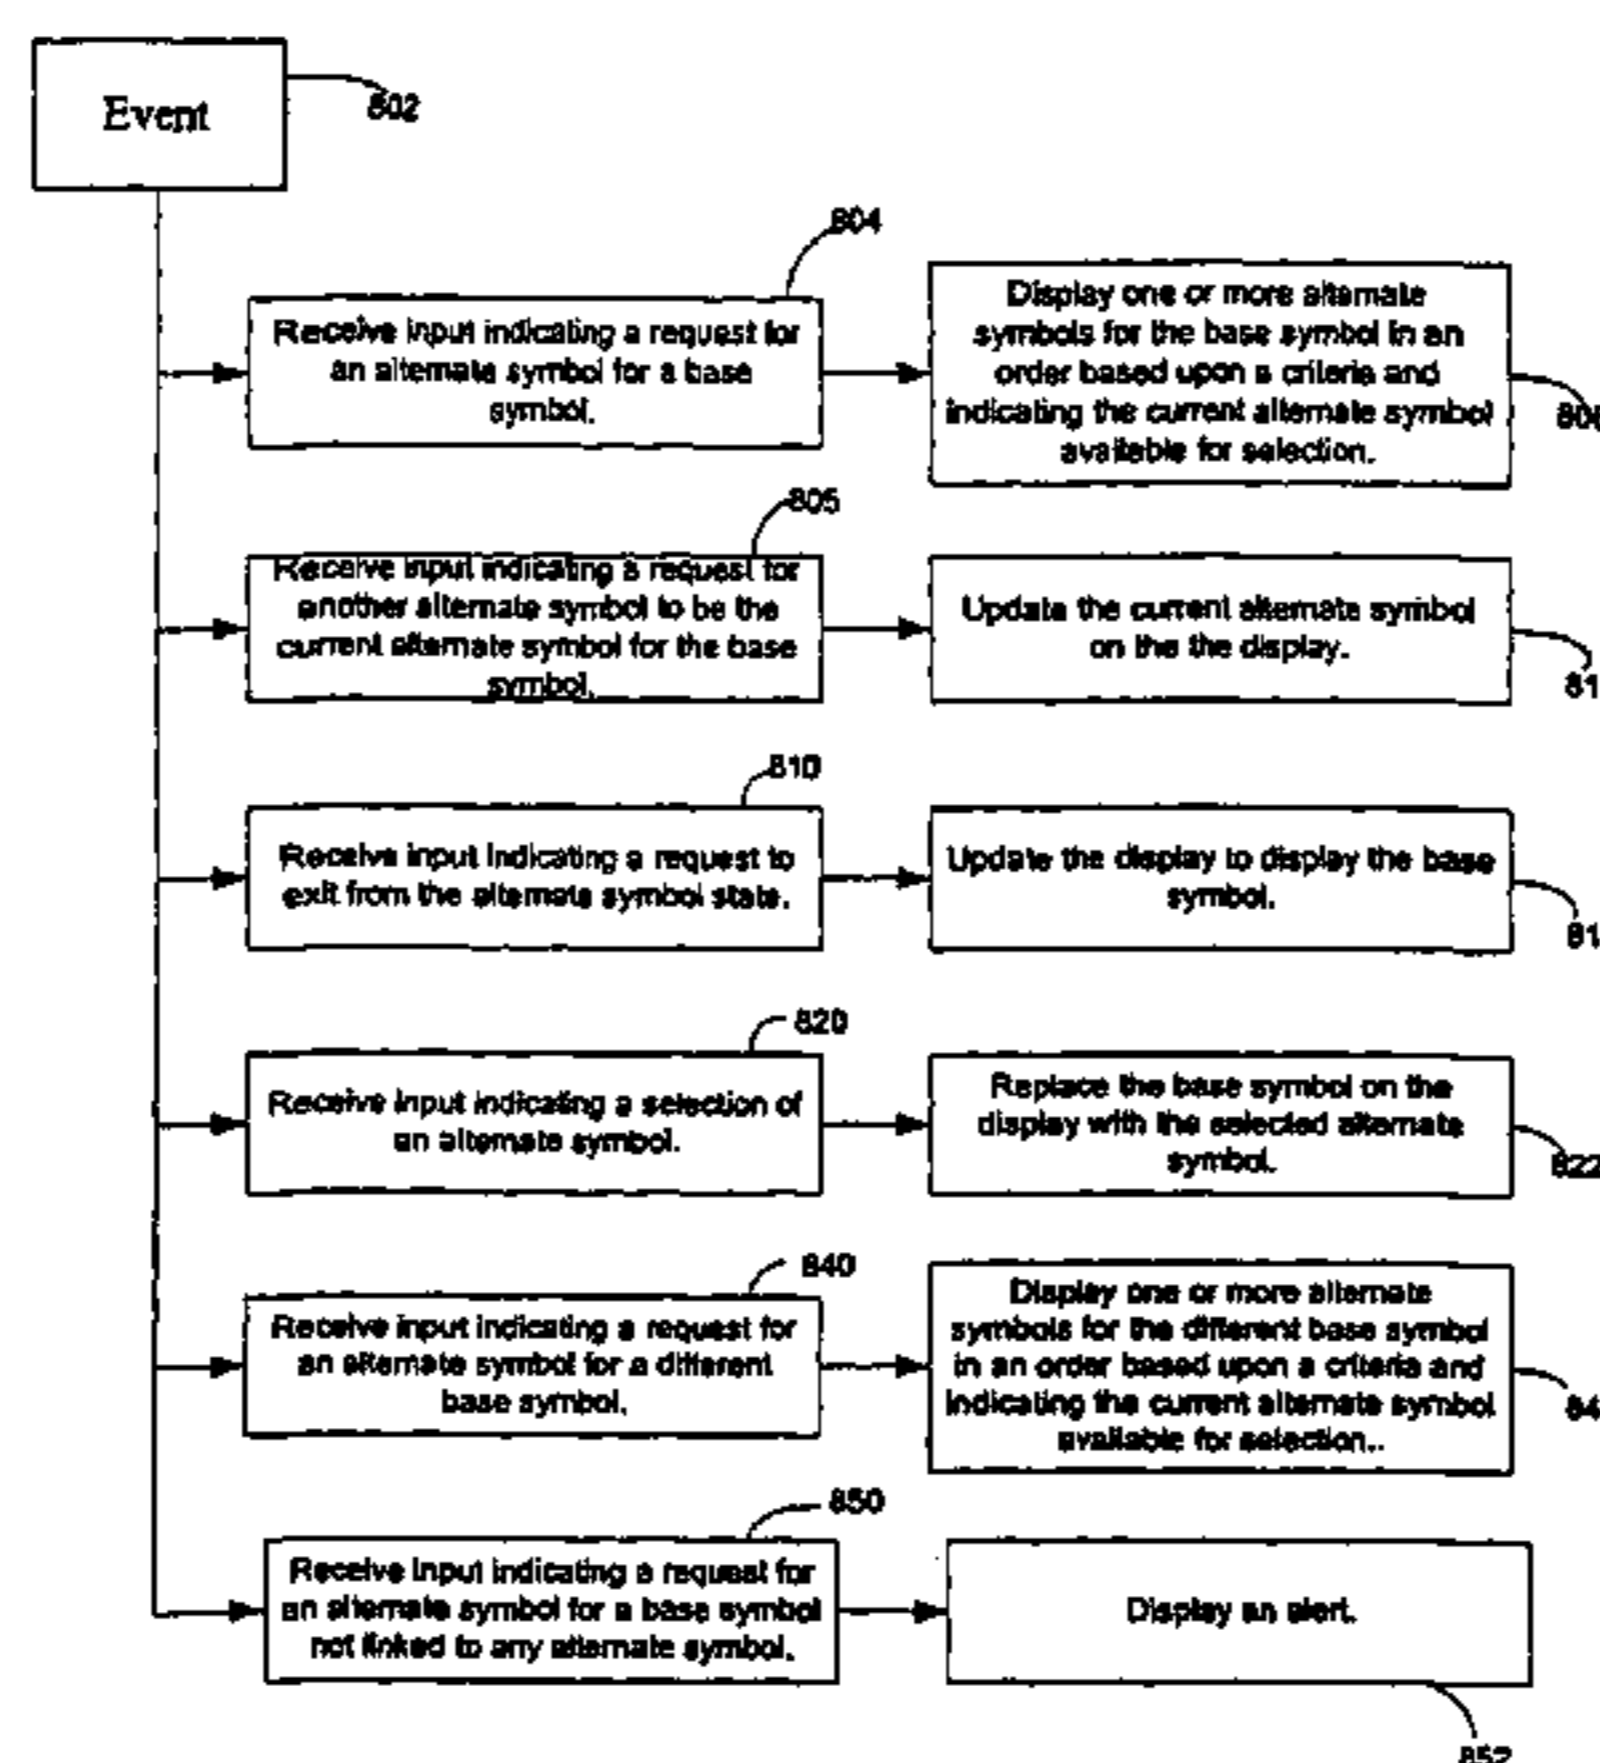 Event
802
804
Receive input indicating a request for
an alternate symbol for a base
symbol.
Display one or more alternate
symbols for the base symbol in an
order based upon a criteria and
indicating the current alternate symbol
available for selection.
805
Receive input indicating a request for
another alternate symbol to be the
current alternate symbol for the base
symbol.
Update the current alternate symbol
on the the display.
81
810
Receive input indicating a request to
exit from the alternate symbol state.
Update the display to display the base
symbol.
81
820
Receive input indicating a selection of
an alternate symbol.
Replace the base symbol on the
display with the selected alternate
symbol.
822
840
Receive input indicating a request for
an alternate symbol for a different
base symbol.
Display one or more alternate
symbols for the different base symbol
in an order based upon a criteria and
indicating the current alternate symbol
available for selection..
84
850
Receive input indicating a request for
an alternate symbol for a base symbol
not linked to any alternate symbol.
Display an alert.
852